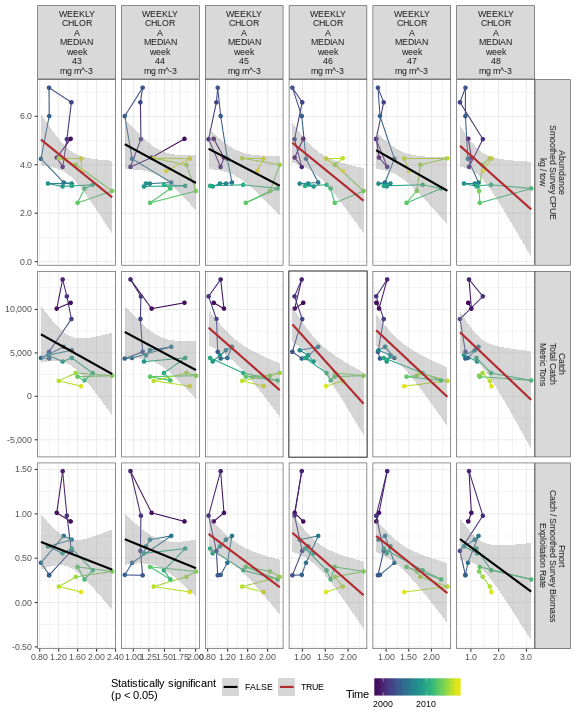 WEEKLY
CHLOR
A
MEDIAN
week
43
mg m^-3
WEEKLY
CHLOR
A
MEDIAN
week
44
mg m^-3
WEEKLY
CHLOR
A
MEDIAN
week
45
mg m^-3
WEEKLY
CHLOR
A
MEDIAN
week
46
mg m^-3
WEEKLY
CHLOR
A
MEDIAN
week
47
mg m^-3
WEEKLY
CHLOR
A
MEDIAN
week
48
mg m^-3
6.0
4.0
2.0
0.0
Abundance
Smoothed Survey CPUE
kg / tow
10,000
5,000
0
-5,000
Catch
Total Catch
Metric Tons
1.50
1.00
0.50
0.00
-0.50
Fmort
Catch / Smoothed Survey Biomass
Exploitation Rate
0.80 1.20 1.60 2.00 2.40
1.00 1.25 1.50 1.75 2.00
0.80 1.20 1.60 2.00
1.00 1.50 2.00
1.00 1.50 2.00
1.0 2.0 3.0
Statistically significant
(p < 0.05)
FALSE
TRUE
Time
2000 2010